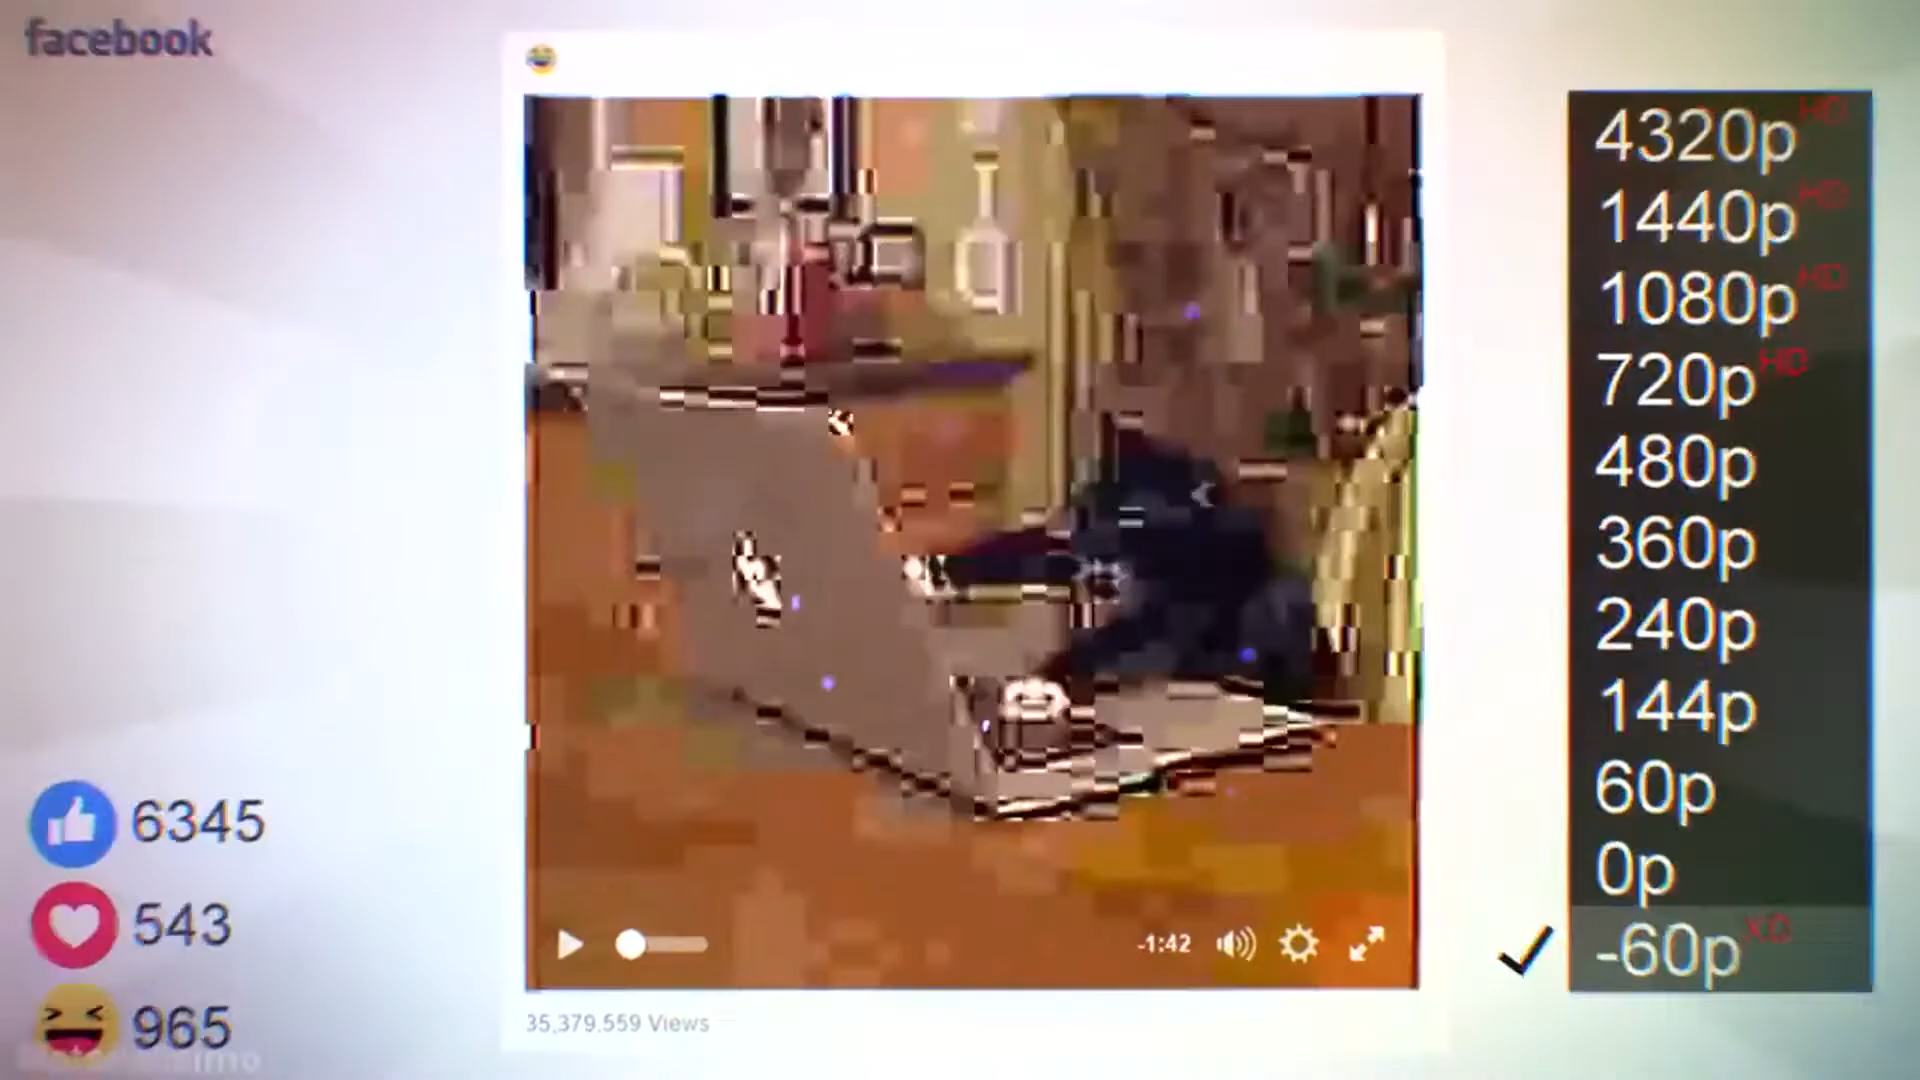 facebook
4320p HD
1440p HD
1080p HD
720p HD
480p
360p
240p
144p
60p
0p
-60p XD
6345
543
965
-1:42
35,379,559 Views